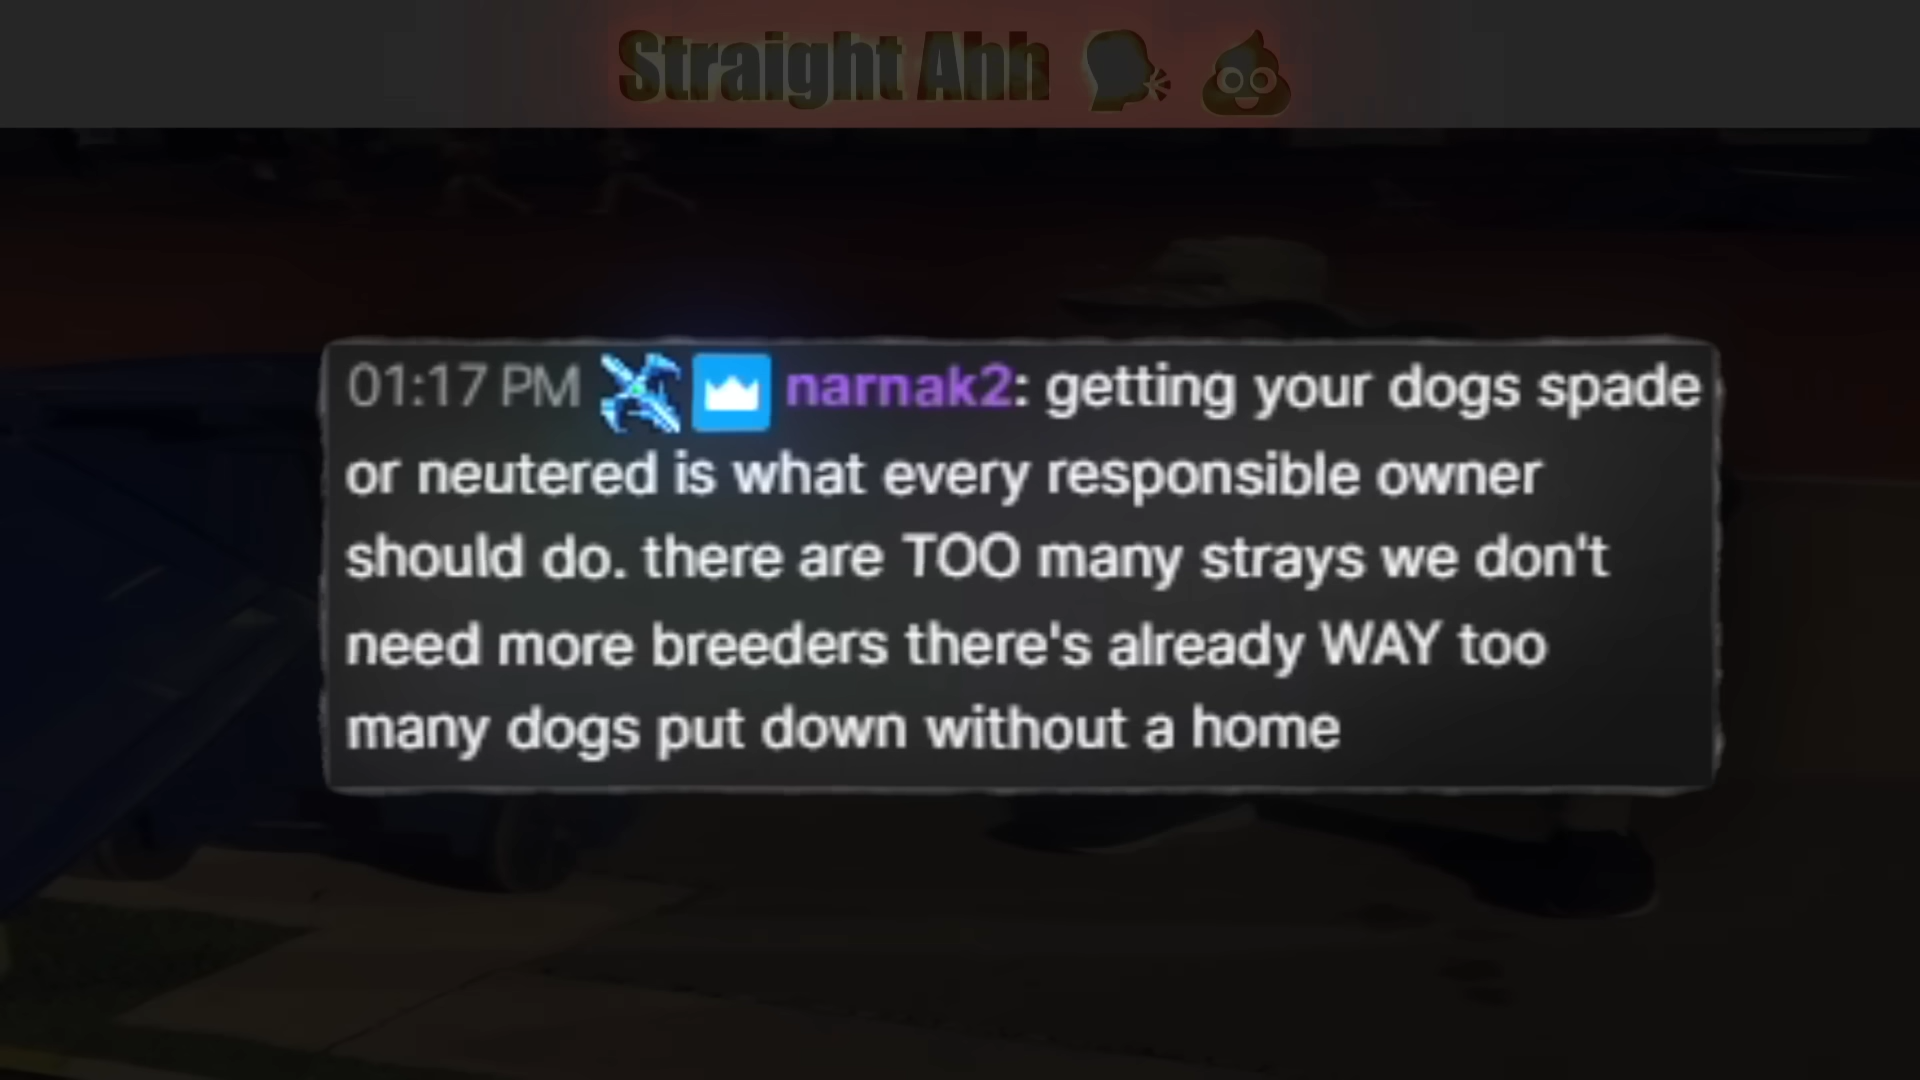 Straight Ahh 🗣️ 💩
01:17 PM narnak2: getting your dogs spade
or neutered is what every responsible owner
should do. there are TOO many strays we don't
need more breeders there's already WAY too
many dogs put down without a home